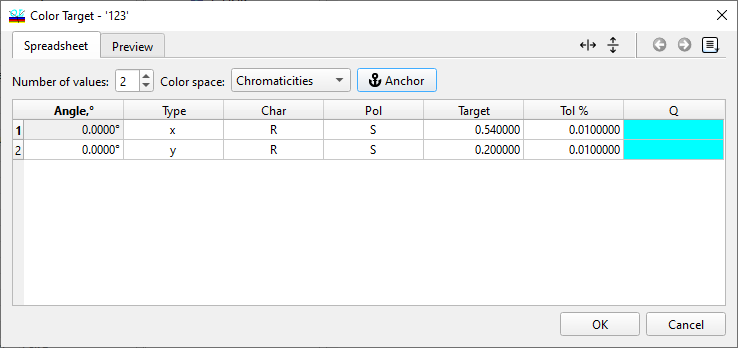 Color Target - '123'
Spreadsheet Preview
Number of values: 2 Color space: Chromaticities Anchor
Angle,° Type Char Pol Target Tol % Q
1 0.0000° x R S 0.540000 0.0100000
2 0.0000° y R S 0.200000 0.0100000
OK Cancel